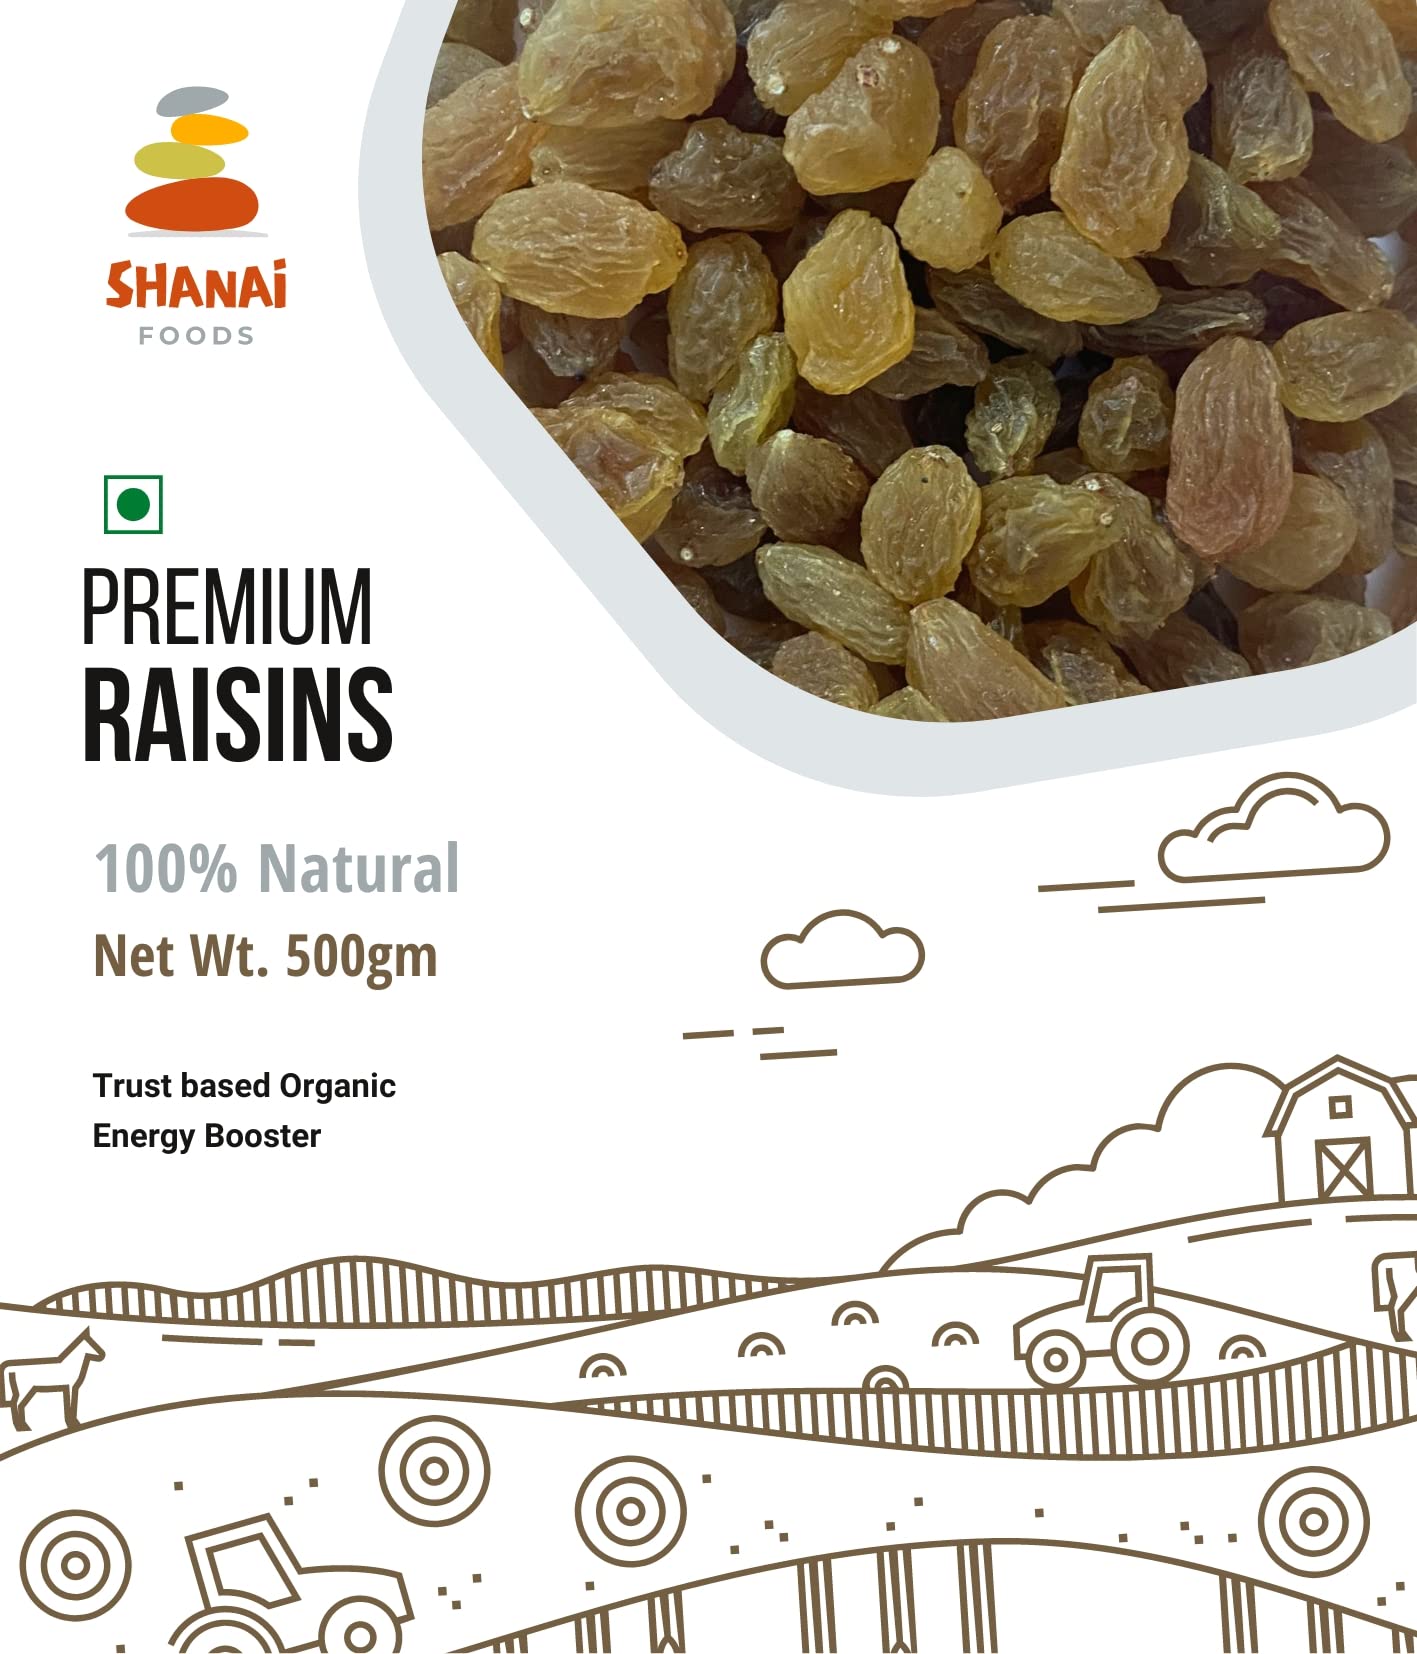 SHANAi
FOODS
PREMIUM
RAISINS
100% Natural
Net Wt. 500gm
Trust based Organic
Energy Booster